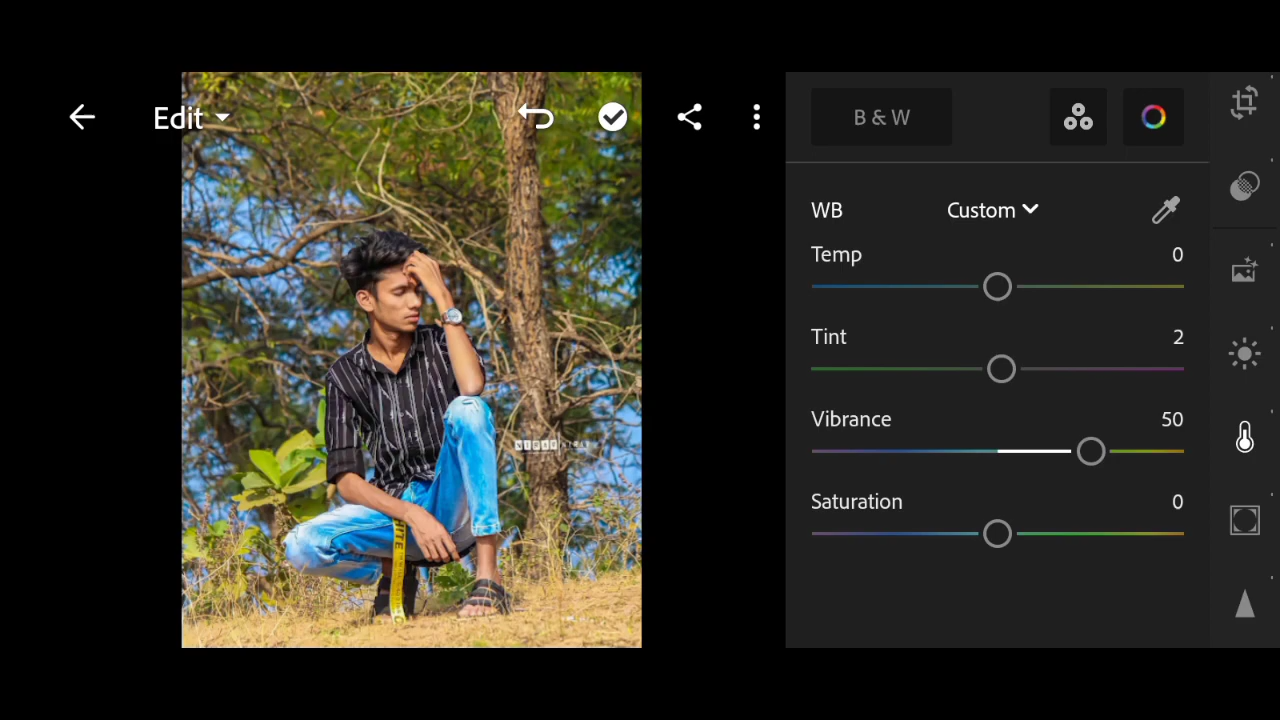 Edit
B & W
WB Custom
Temp 0
Tint 2
Vibrance 50
Saturation 0